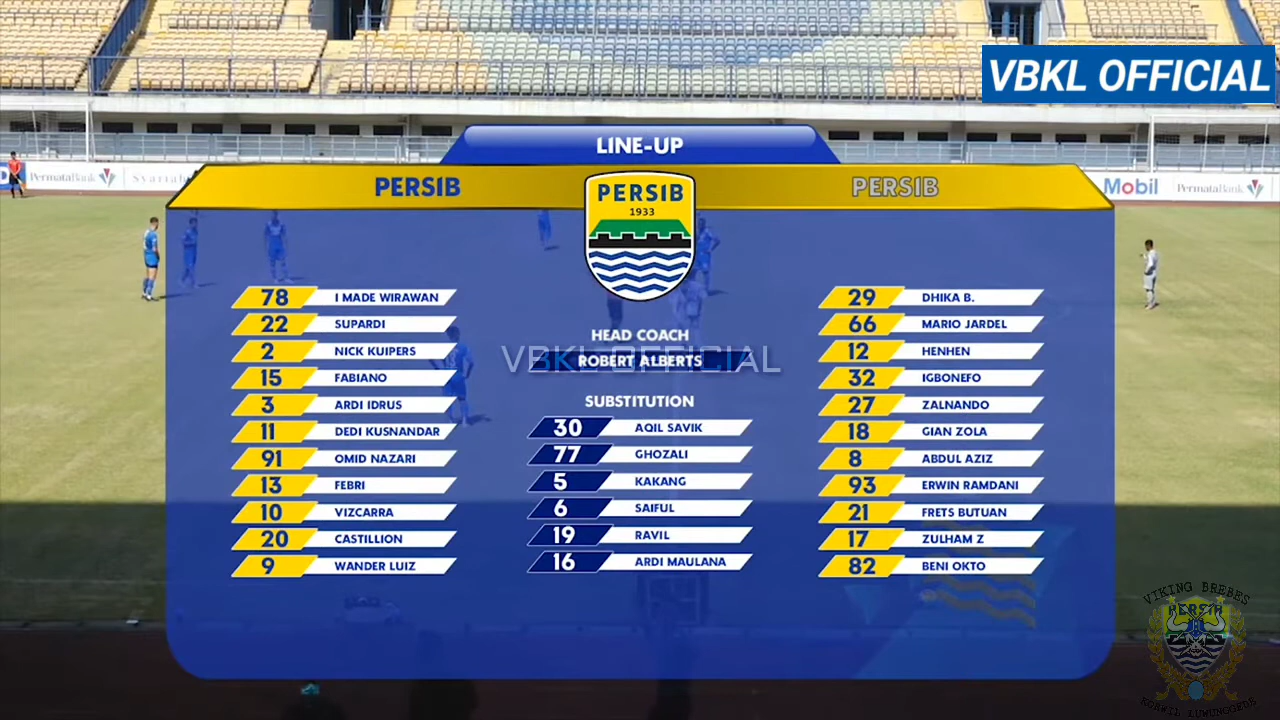 VBKL OFFICIAL
LINE-UP
PERSIB
PERSIB
PERSIB
1933
PermataBank
Syariah
Mobil
PermataBank
78 I MADE WIRAWAN
22 SUPARDI
2 NICK KUIPERS
15 FABIANO
3 ARDI IDRUS
11 DEDI KUSNANDAR
91 OMID NAZARI
13 FEBRI
10 VIZCARRA
20 CASTILLION
9 WANDER LUIZ
HEAD COACH
ROBERT ALBERTS
VBKL OFFICIAL
SUBSTITUTION
30 AQIL SAVIK
77 GHOZALI
5 KAKANG
6 SAIFUL
19 RAVIL
16 ARDI MAULANA
29 DHIKA B.
66 MARIO JARDEL
12 HENHEN
32 IGBONEFO
27 ZALNANDO
18 GIAN ZOLA
8 ABDUL AZIZ
93 ERWIN RAMDANI
21 FRETS BUTUAN
17 ZULHAM Z
82 BENI OKTO
VIKING BREBES
PERSIB
KORWIL LUWUNGGEDE